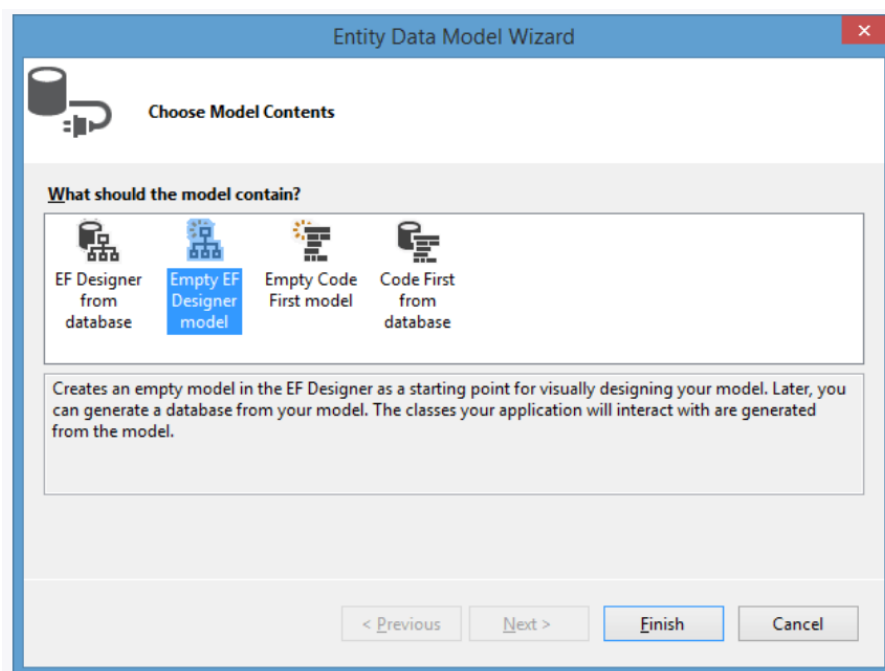 Entity Data Model Wizard
Choose Model Contents
What should the model contain?
EF Designer
from
database
Empty EF
Designer
model
Empty Code
First model
Code First
from
database
Creates an empty model in the EF Designer as a starting point for visually designing your model. Later, you
can generate a database from your model. The classes your application will interact with are generated
from the model.
< Previous
Next >
Finish
Cancel